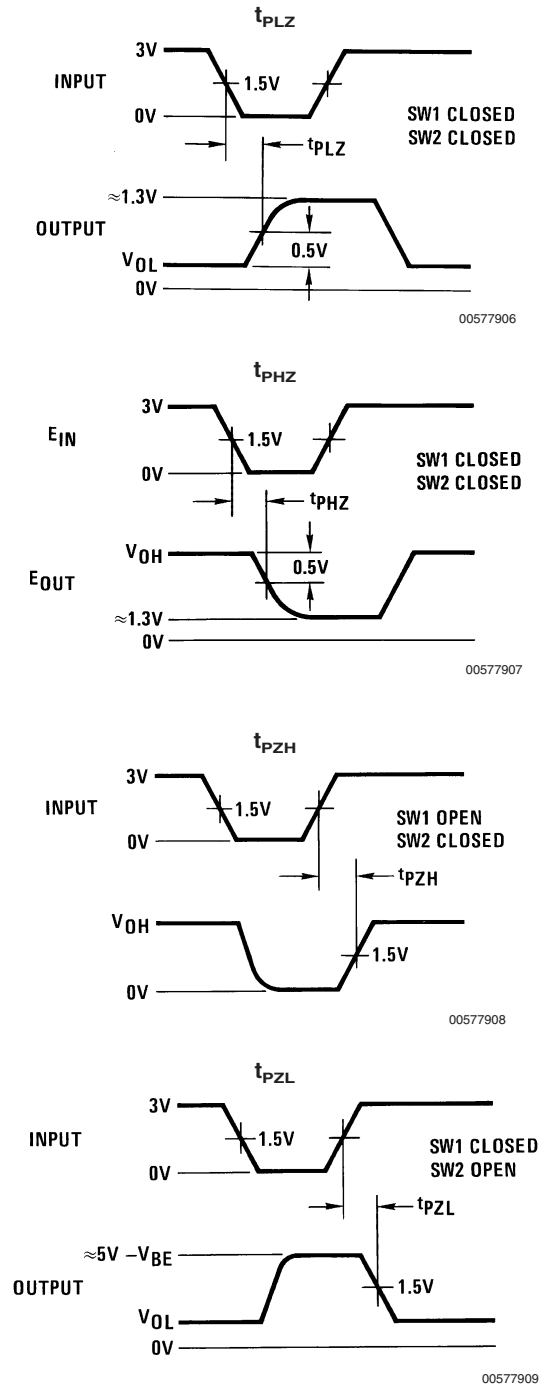 tPLZ
3V
INPUT
1.5V
0V
SW1 CLOSED
SW2 CLOSED
tPLZ
≈1.3V
OUTPUT
0.5V
VOL
0V
00577906
tPHZ
3V
EIN
1.5V
0V
SW1 CLOSED
SW2 CLOSED
tPHZ
VOH
0.5V
EOUT
≈1.3V
0V
00577907
tPZH
3V
INPUT
1.5V
0V
SW1 OPEN
SW2 CLOSED
tPZH
VOH
1.5V
0V
00577908
tPZL
3V
INPUT
1.5V
0V
SW1 CLOSED
SW2 OPEN
tPZL
≈5V –VBE
OUTPUT
1.5V
VOL
0V
00577909